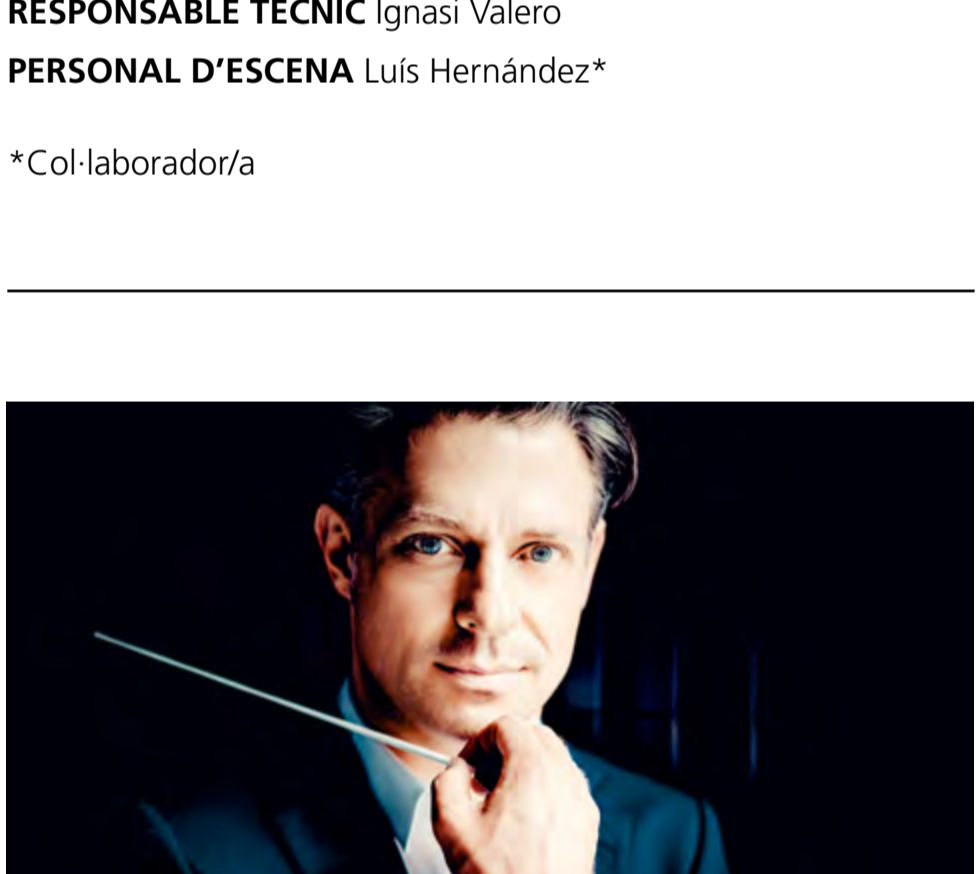 RESPONSABLE TÈCNIC Ignasi Valero
PERSONAL D'ESCENA Luís Hernández*
*Col·laborador/a